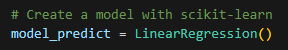 # Create a model with scikit-learn
model_predict = LinearRegression()